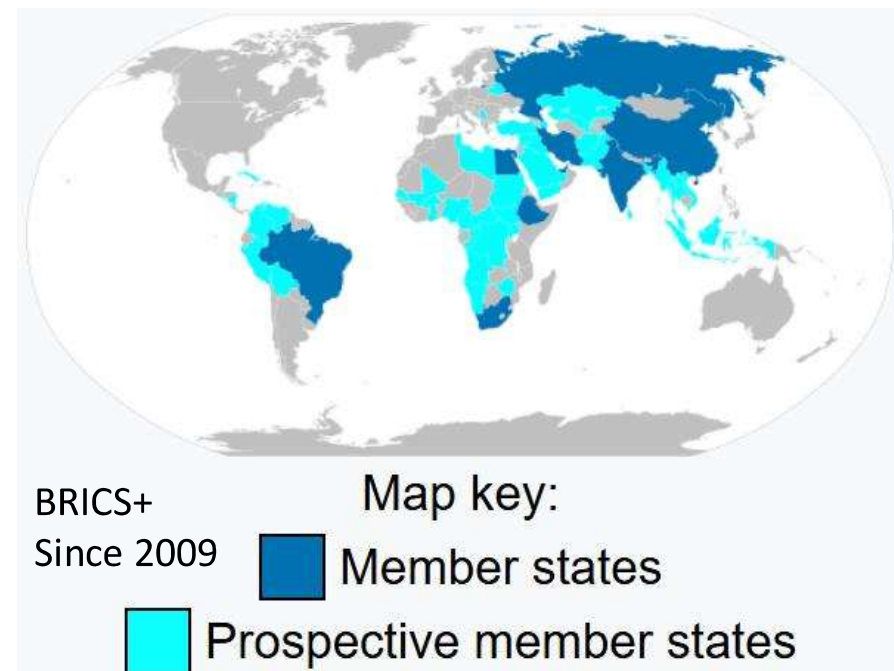 BRICS+
Since 2009
Map key:
Member states
Prospective member states